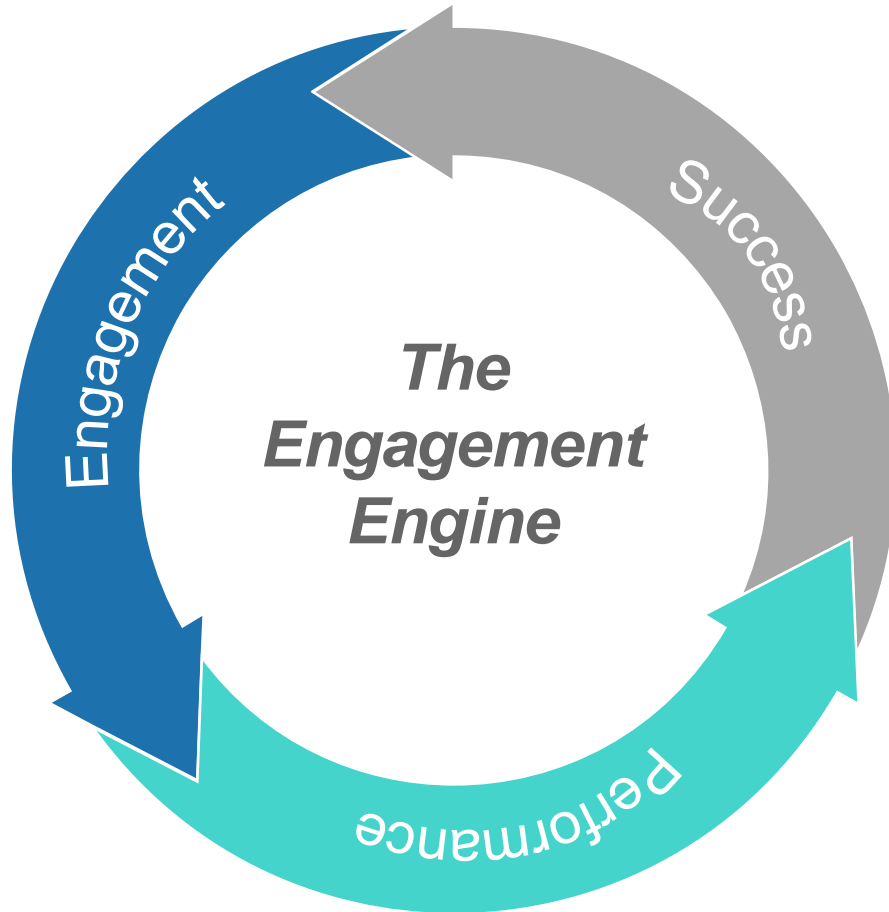 The
Engagement
Engine
Engagement
Success
Performance